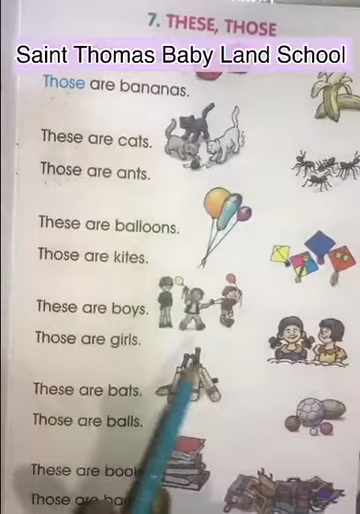 7. THESE, THOSE
Saint Thomas Baby Land School
Those are bananas.
These are cats.
Those are ants.
These are balloons.
Those are kites.
These are boys.
Those are girls.
These are bats.
Those are balls.
These are
Those are